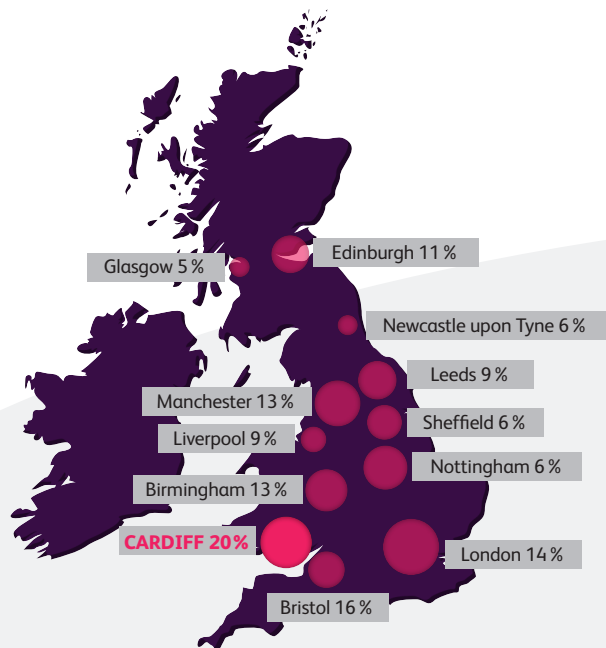 Edinburgh 11 %
Glasgow 5 %
Newcastle upon Tyne 6 %
Leeds 9 %
Manchester 13 %
Sheffield 6 %
Liverpool 9 %
Nottingham 6 %
Birmingham 13 %
CARDIFF 20%
London 14 %
Bristol 16 %